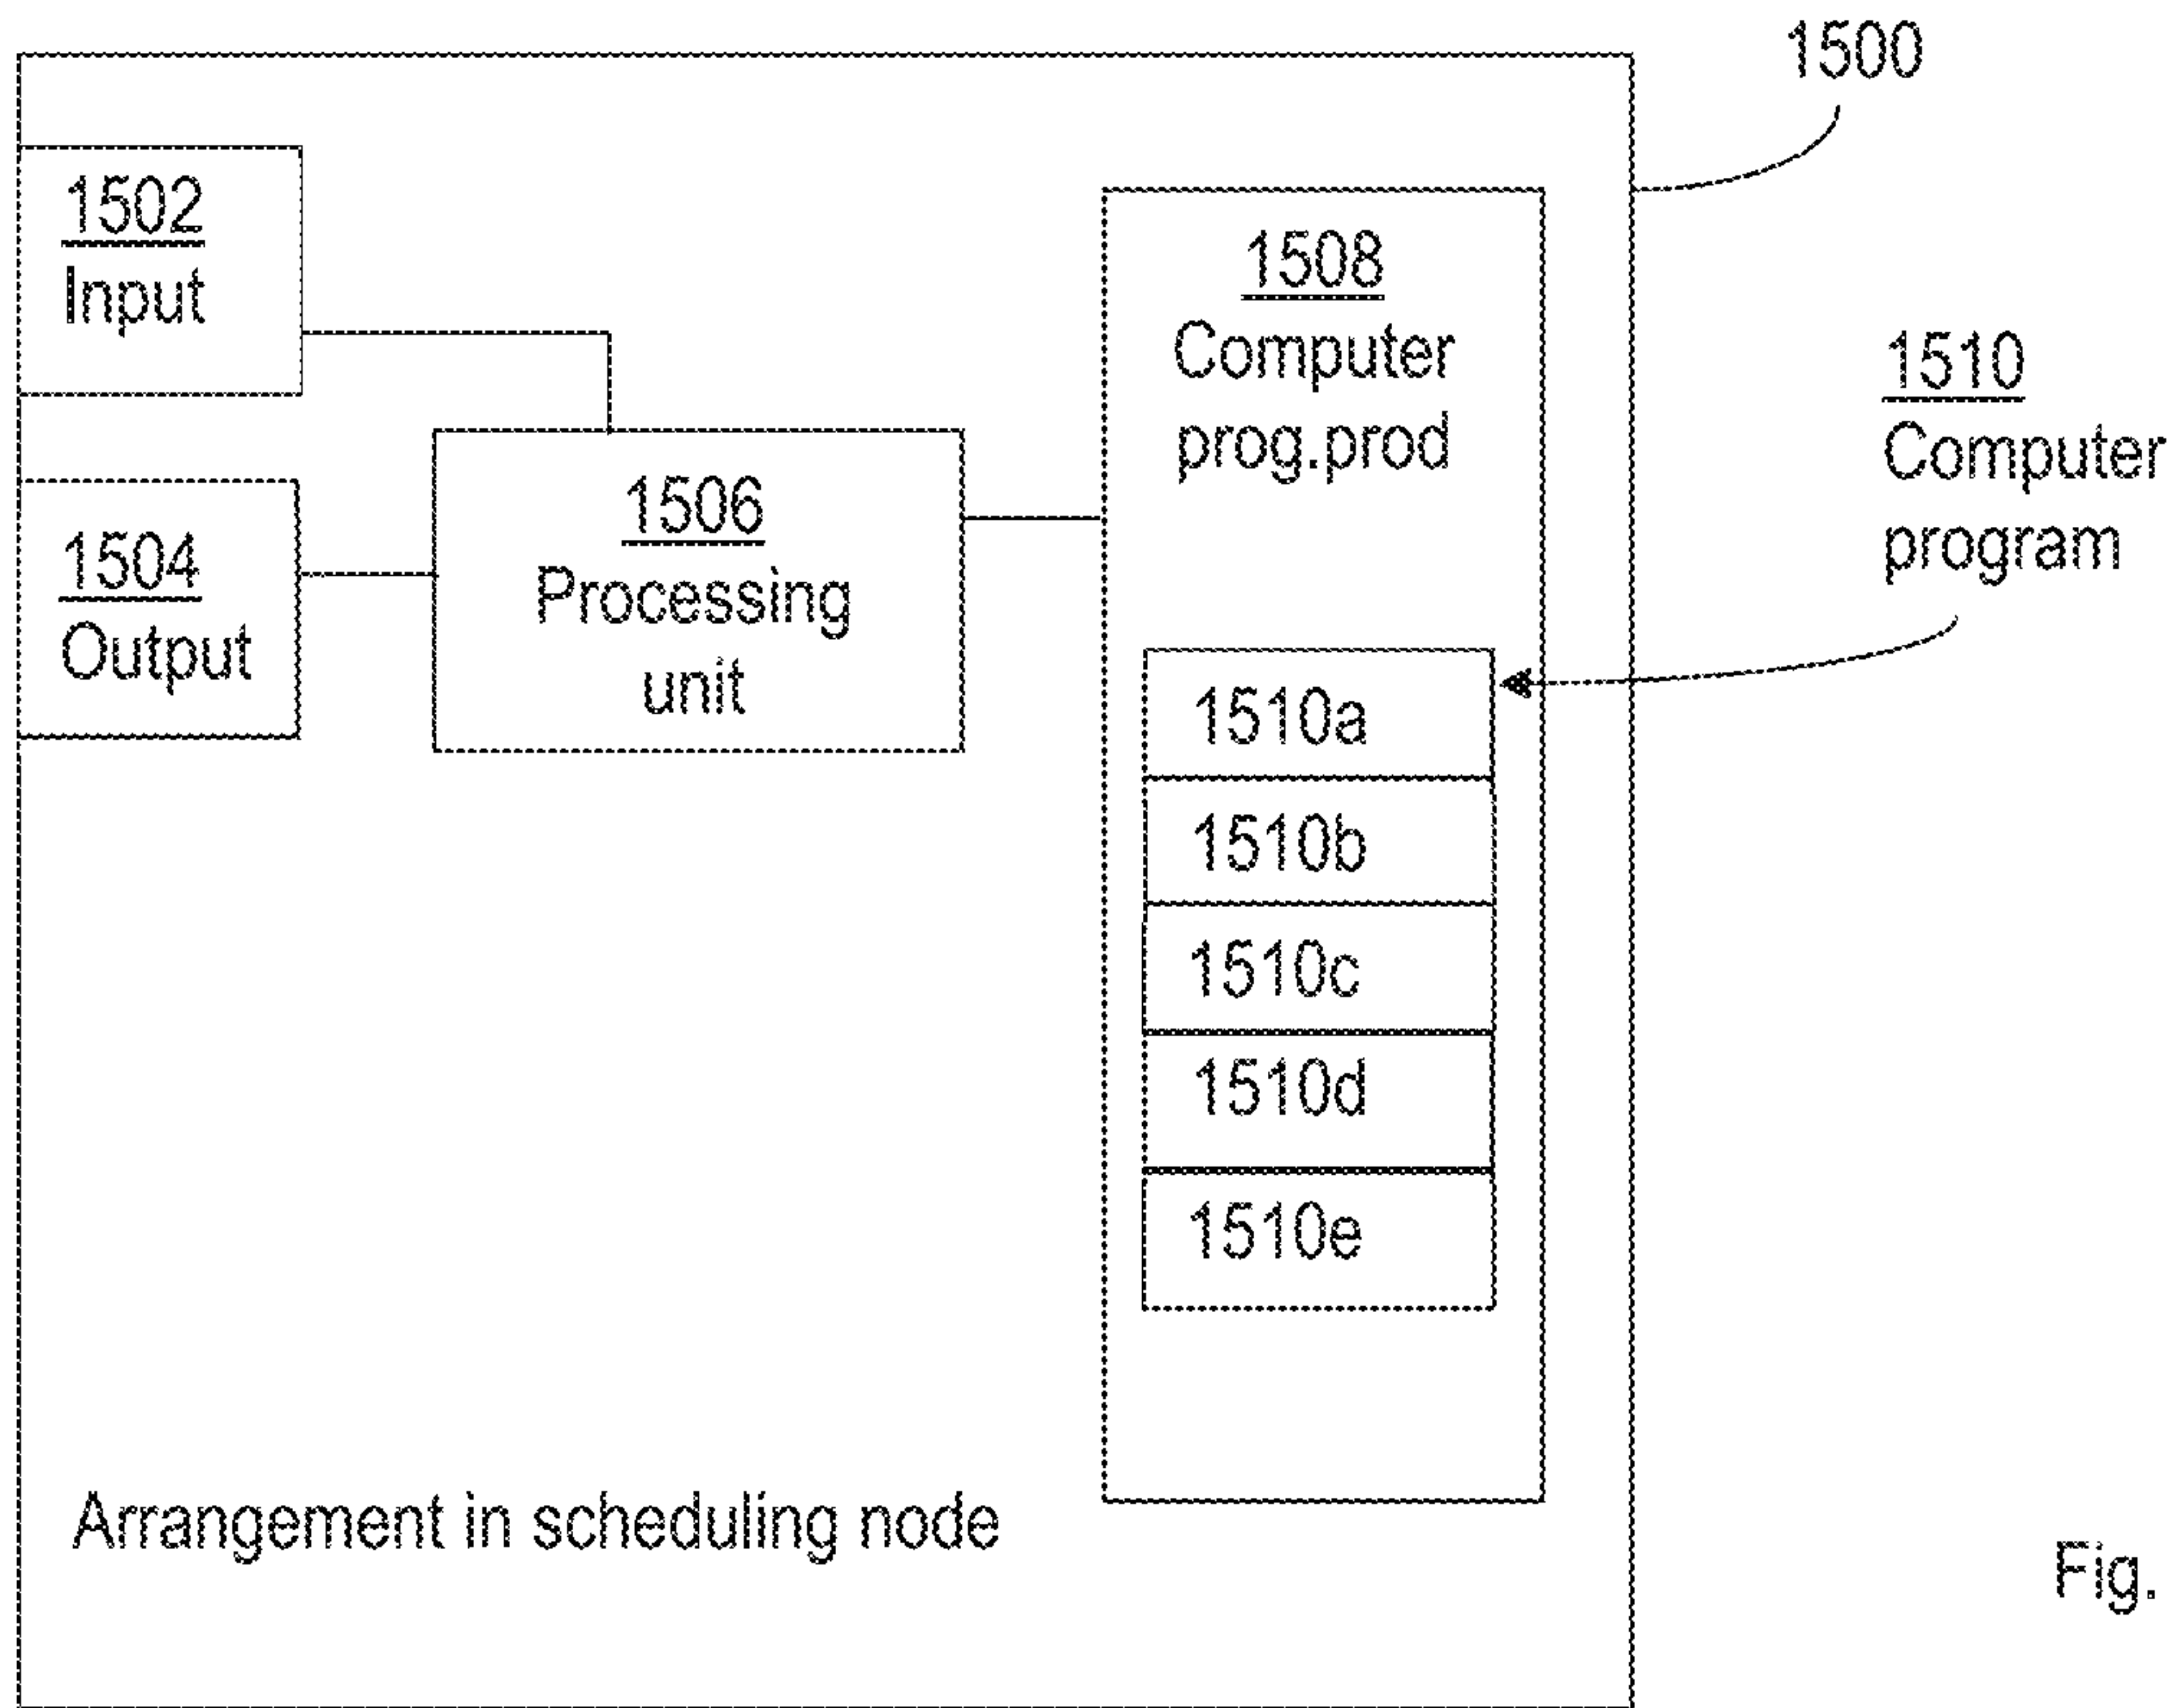 1500
1502
Input
1508
Computer
prog.prod
1510
Computer
program
1504
Output
1506
Processing
unit
1510a
1510b
1510c
1510d
1510e
Arrangement in scheduling node
Fig.